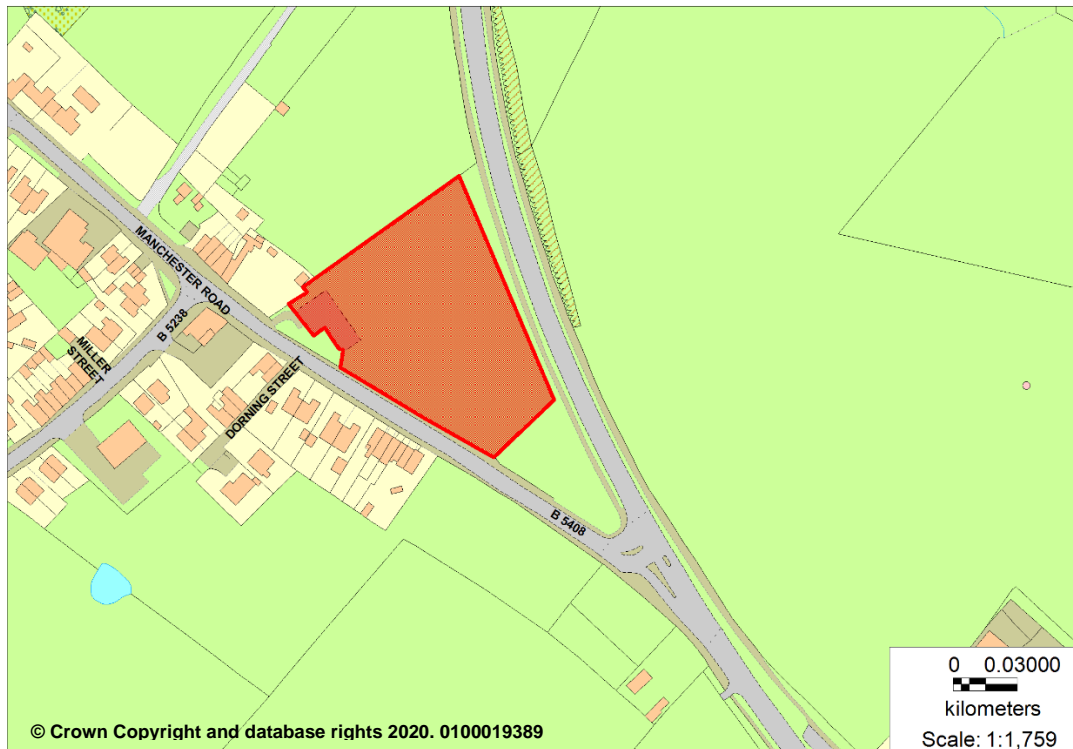 MANCHESTER ROAD
B 5238
MILLER
STREET
DORNING STREET
B 5408
0 0.03000
kilometers
Scale: 1:1,759
© Crown Copyright and database rights 2020. 0100019389